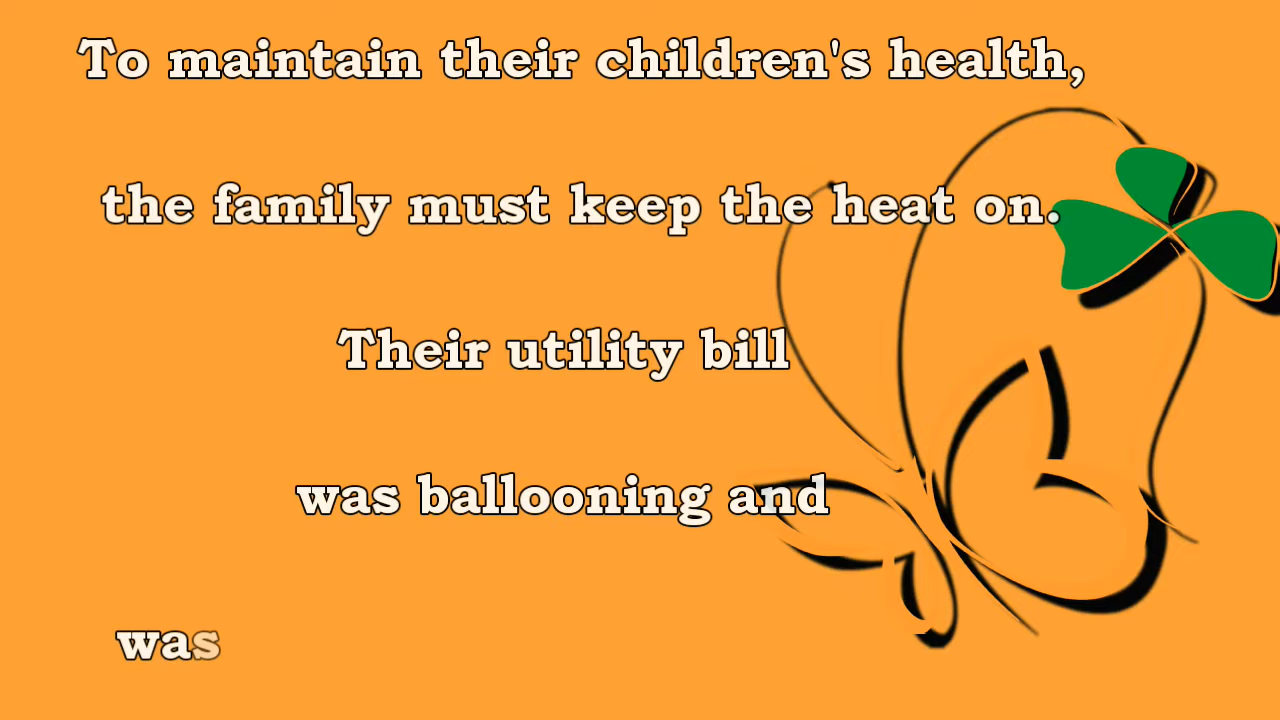 To maintain their children's health,
the family must keep the heat on.
Their utility bill
was ballooning and
was